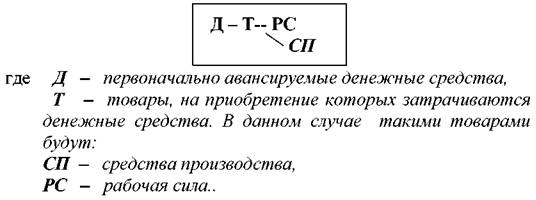 Д – Т-- РС
СП
где Д – первоначально авансируемые денежные средства,
Т – товары, на приобретение которых затрачиваются
денежные средства. В данном случае такими товарами
будут:
СП – средства производства,
РС – рабочая сила..